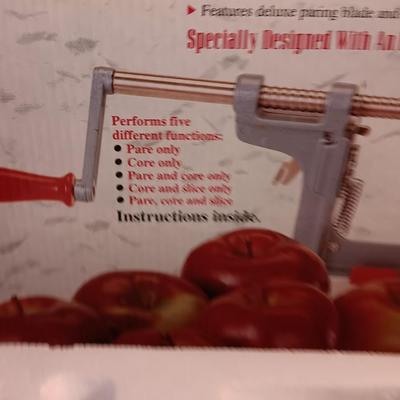 ▶ Features deluxe paring blade and
Specially Designed With An
Performs five
different functions:
● Pare only
● Core only
● Pare and core only
● Core and slice only
● Pare, core and slice
Instructions inside.